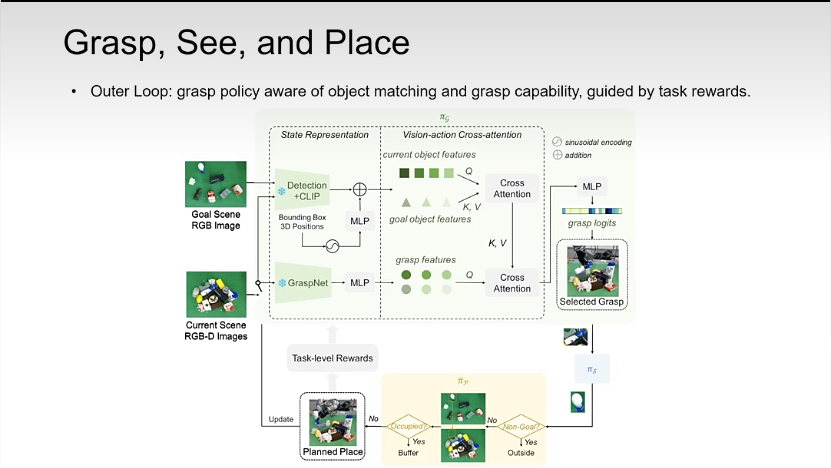 Grasp, See, and Place
• Outer Loop: grasp policy aware of object matching and grasp capability, guided by task rewards.
π_G
State Representation
Vision-action Cross-attention
sinusoidal encoding
addition
current object features
Goal Scene
RGB Image
Detection
+CLIP
Bounding Box
3D Positions
MLP
Q
K, V
goal object features
Cross
Attention
MLP
grasp logits
K, V
Current Scene
RGB-D Images
GraspNet
MLP
grasp features
Q
Cross
Attention
Selected Grasp
Task-level Rewards
Update
Planned Place
No
Occupied?
Yes
Buffer
π_P
No
Non-Goal?
Yes
Outside